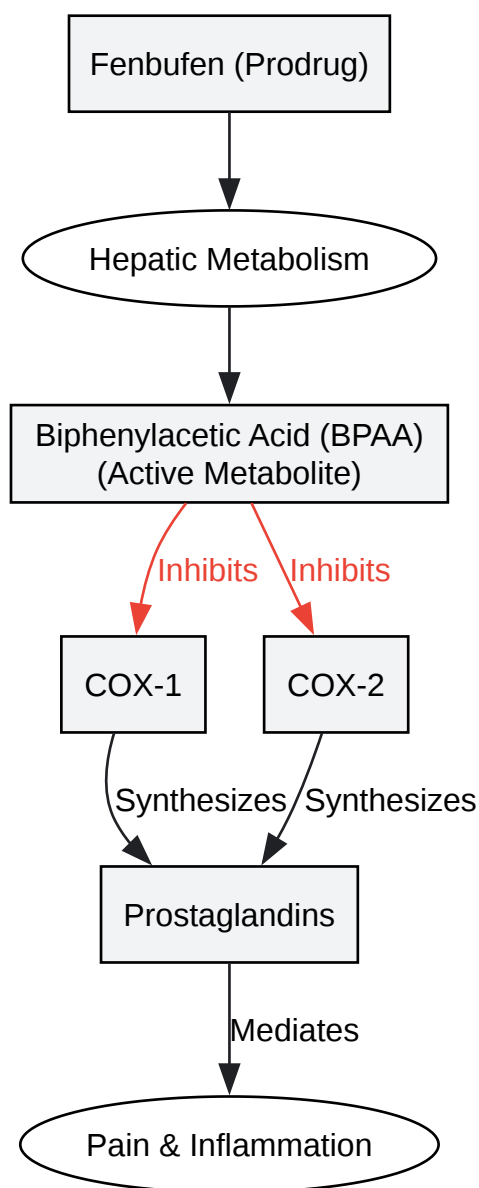 Fenbufen (Prodrug)
Hepatic Metabolism
Biphenylacetic Acid (BPAA)
(Active Metabolite)
Inhibits
Inhibits
COX-1
COX-2
Synthesizes
Synthesizes
Prostaglandins
Mediates
Pain & Inflammation